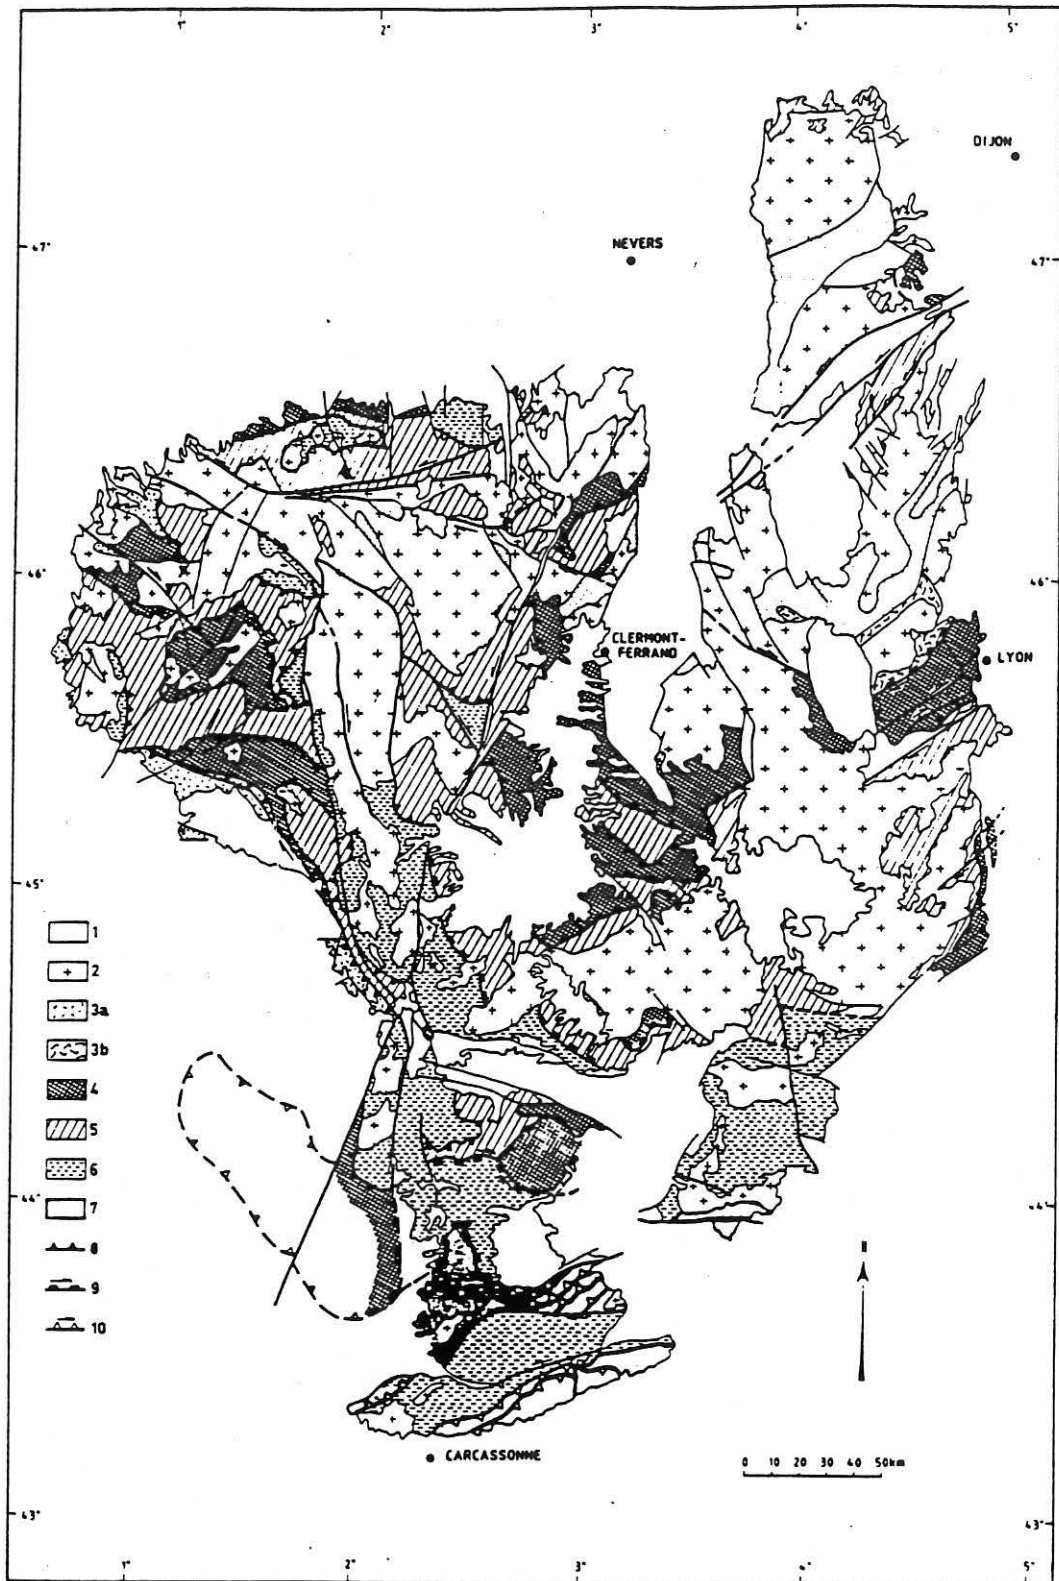 1° 2° 3° 4° 5°
DIJON
NEVERS
47° 47°
46° 46°
CLERMONT-
FERRAND
LYON
45°
1
2
3a
3b
4
5
6
7
8
9
10
44° 44°
N
CARCASSONNE
0 10 20 30 40 50km
43° 43°
1° 2° 3° 4° 5°